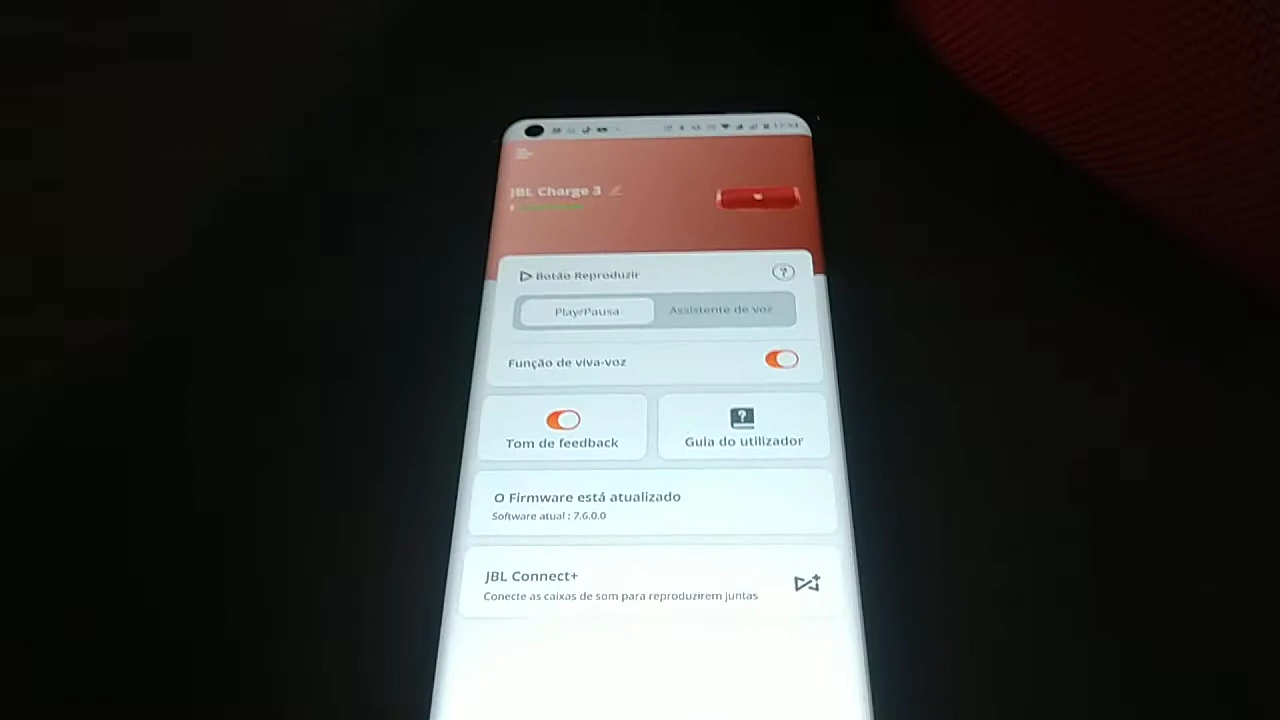 JBL Charge 3
Botão Reproduzir
?
Play/Pausa
Assistente de voz
Função de viva-voz
Tom de feedback
?
Guia do utilizador
O Firmware está atualizado
Software atual : 7.6.0.0
JBL Connect+
Conecte as caixas de som para reproduzirem juntas